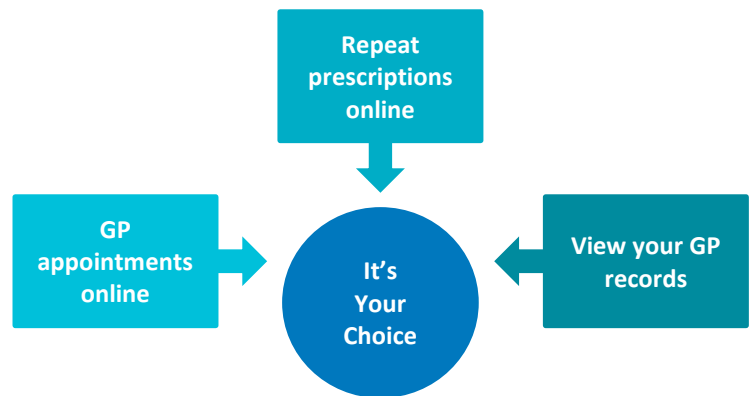 Repeat
prescriptions
online
GP
appointments
online
It’s
Your
Choice
View your GP
records